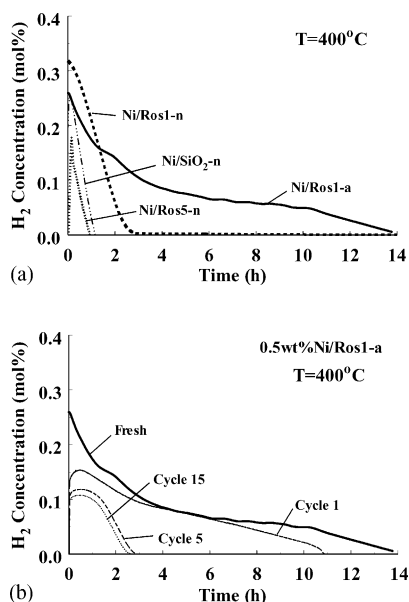 0.4
T=400°C
0.3
Ni/Ros1-n
0.2
Ni/SiO2-n
0.1
Ni/Ros1-a
Ni/Ros5-n
0.0
0 2 4 6 8 10 12 14
H2 Concentration (mol%)
Time (h)
(a)
0.4
0.5wt%Ni/Ros1-a
T=400°C
0.3
Fresh
0.2
Cycle 15
Cycle 1
0.1
Cycle 5
0.0
0 2 4 6 8 10 12 14
H2 Concentration (mol%)
Time (h)
(b)